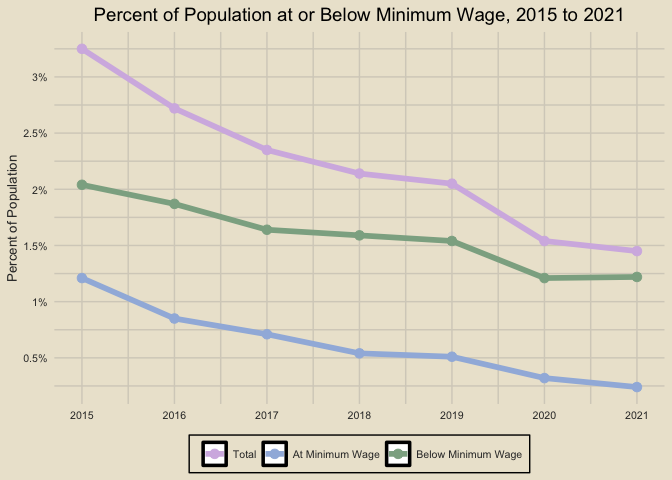 Percent of Population at or Below Minimum Wage, 2015 to 2021
Percent of Population
3%
2.5%
2%
1.5%
1%
0.5%
2015 2016 2017 2018 2019 2020 2021
Total At Minimum Wage Below Minimum Wage